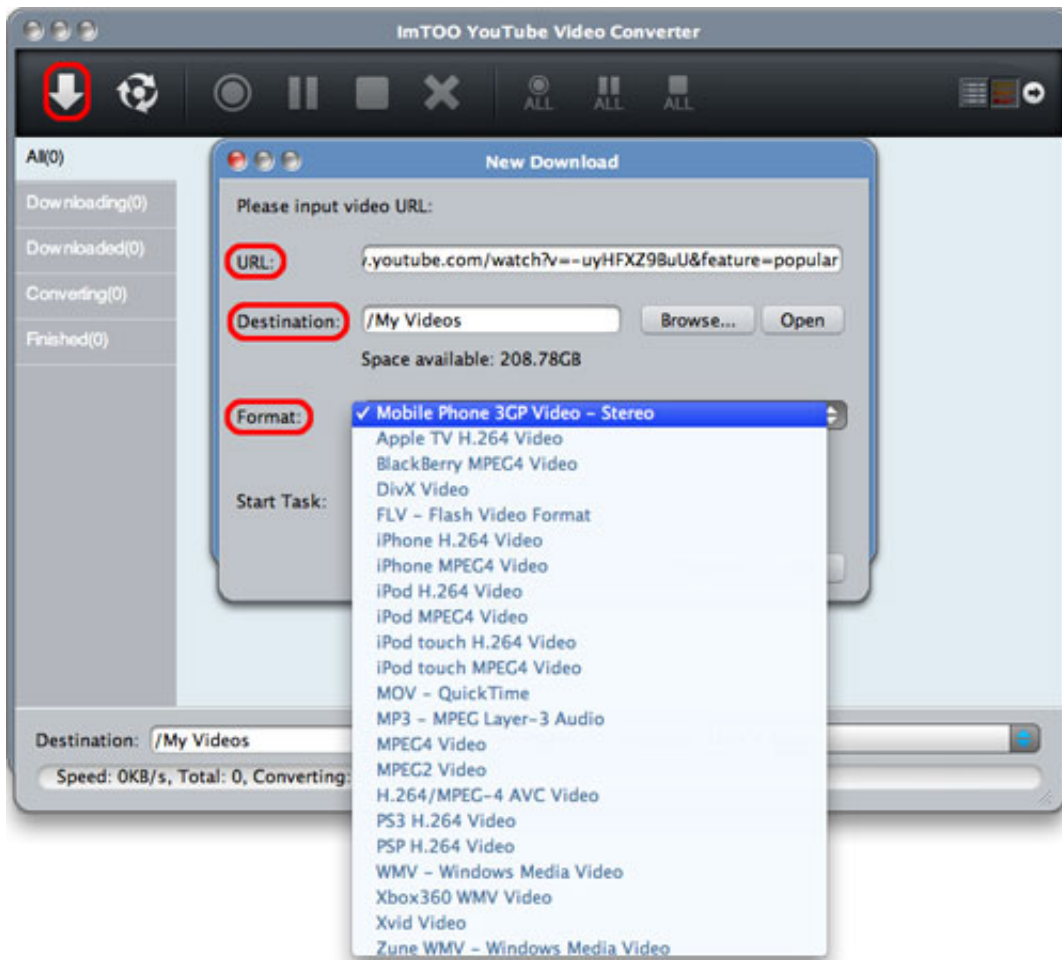 ImTOO YouTube Video Converter
ALL ALL ALL
All(0)
Downloading(0)
Downloaded(0)
Converting(0)
Finished(0)
New Download
Please input video URL:
URL: .youtube.com/watch?v=-uyHFXZ9BuU&feature=popular
Destination: /My Videos Browse... Open
Space available: 208.78GB
Format: ✓ Mobile Phone 3GP Video - Stereo
Apple TV H.264 Video
BlackBerry MPEG4 Video
DivX Video
Start Task:
FLV - Flash Video Format
iPhone H.264 Video
iPhone MPEG4 Video
iPod H.264 Video
iPod MPEG4 Video
iPod touch H.264 Video
iPod touch MPEG4 Video
MOV - QuickTime
MP3 - MPEG Layer-3 Audio
MPEG4 Video
MPEG2 Video
H.264/MPEG-4 AVC Video
PS3 H.264 Video
PSP H.264 Video
WMV - Windows Media Video
Xbox360 WMV Video
Xvid Video
Zune WMV - Windows Media Video
Destination: /My Videos
Speed: 0KB/s, Total: 0, Converting: